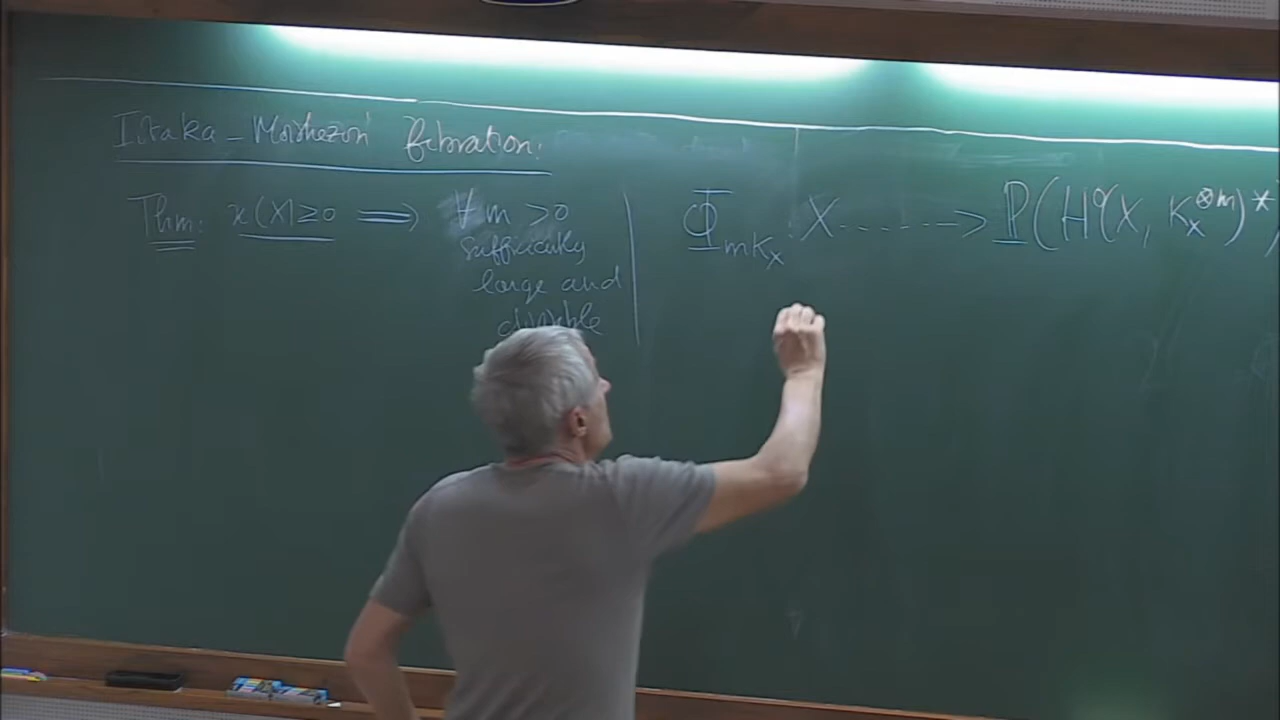 Iitaka - Moishezon fibration:
Thm: κ(X) ≥ 0 ⟹ ∀ m > 0
sufficiently
large and
divisible
Φ_{mK_X} : X ------> P(H⁰(X, K_X^{⊗m})*)